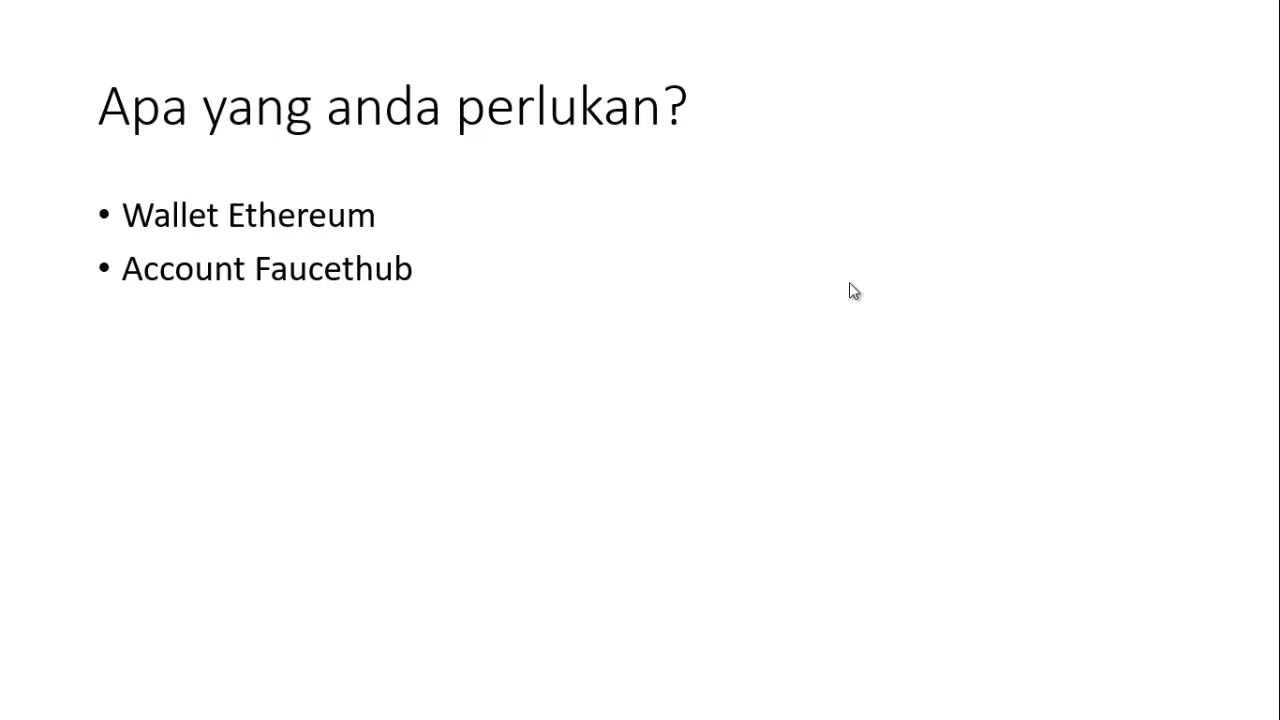 Apa yang anda perlukan?
• Wallet Ethereum
• Account Faucethub